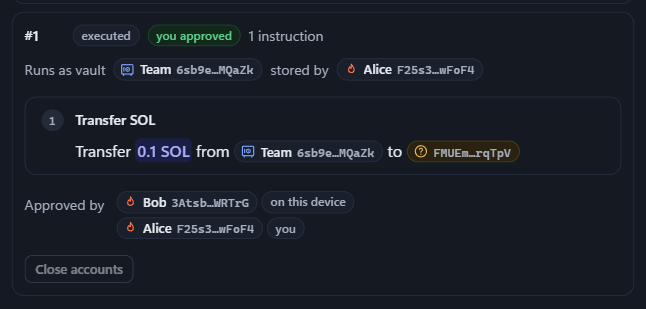 #1 executed you approved 1 instruction
Runs as vault Team 6sb9e…MQaZk stored by Alice F25s3…wFoF4
1 Transfer SOL
Transfer 0.1 SOL from Team 6sb9e…MQaZk to FMUEm…rqTpV
Approved by Bob 3Atsb…WRTrG on this device
Alice F25s3…wFoF4 you
Close accounts